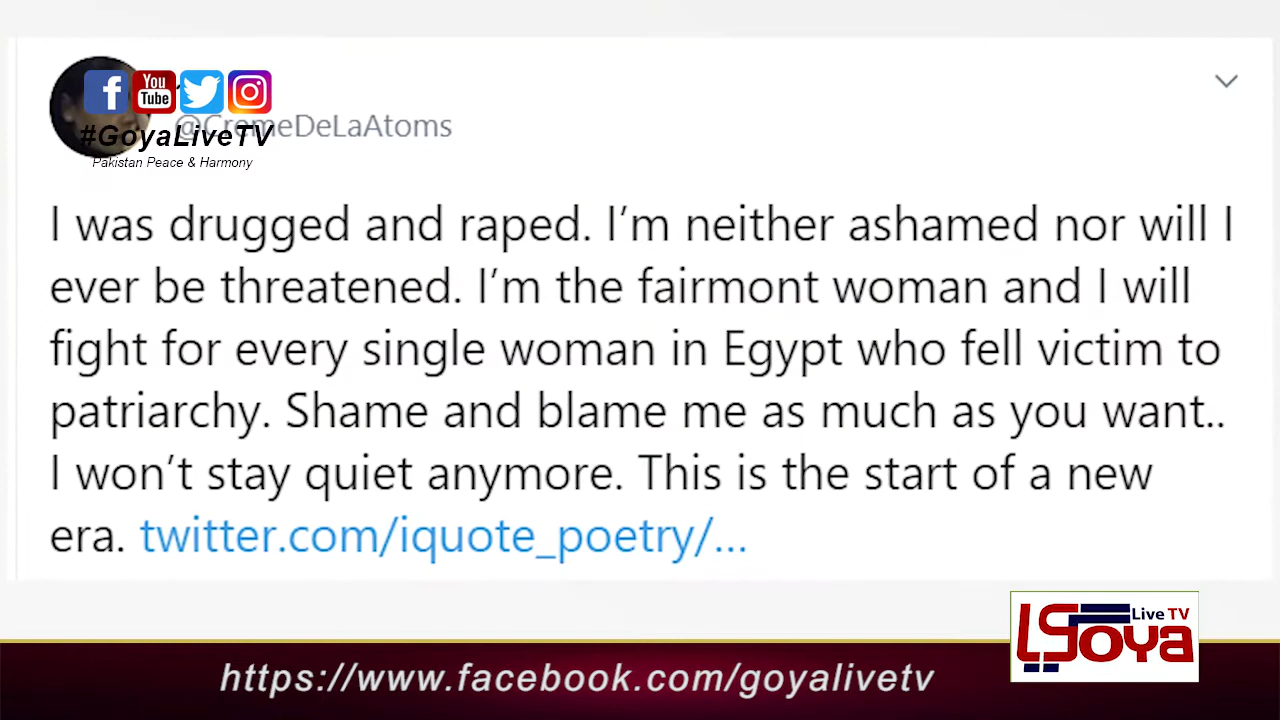 f You Tube
@CremeDeLaAtoms
#GoyaLiveTV
Pakistan Peace & Harmony
I was drugged and raped. I’m neither ashamed nor will I
ever be threatened. I’m the fairmont woman and I will
fight for every single woman in Egypt who fell victim to
patriarchy. Shame and blame me as much as you want..
I won’t stay quiet anymore. This is the start of a new
era. twitter.com/iquote_poetry/...
Live TV
Goya
https://www.facebook.com/goyalivetv